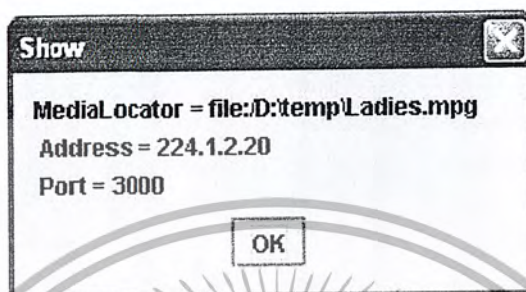 Show
MediaLocator = file:/D:\temp\Ladies.mpg
Address = 224.1.2.20
Port = 3000
OK